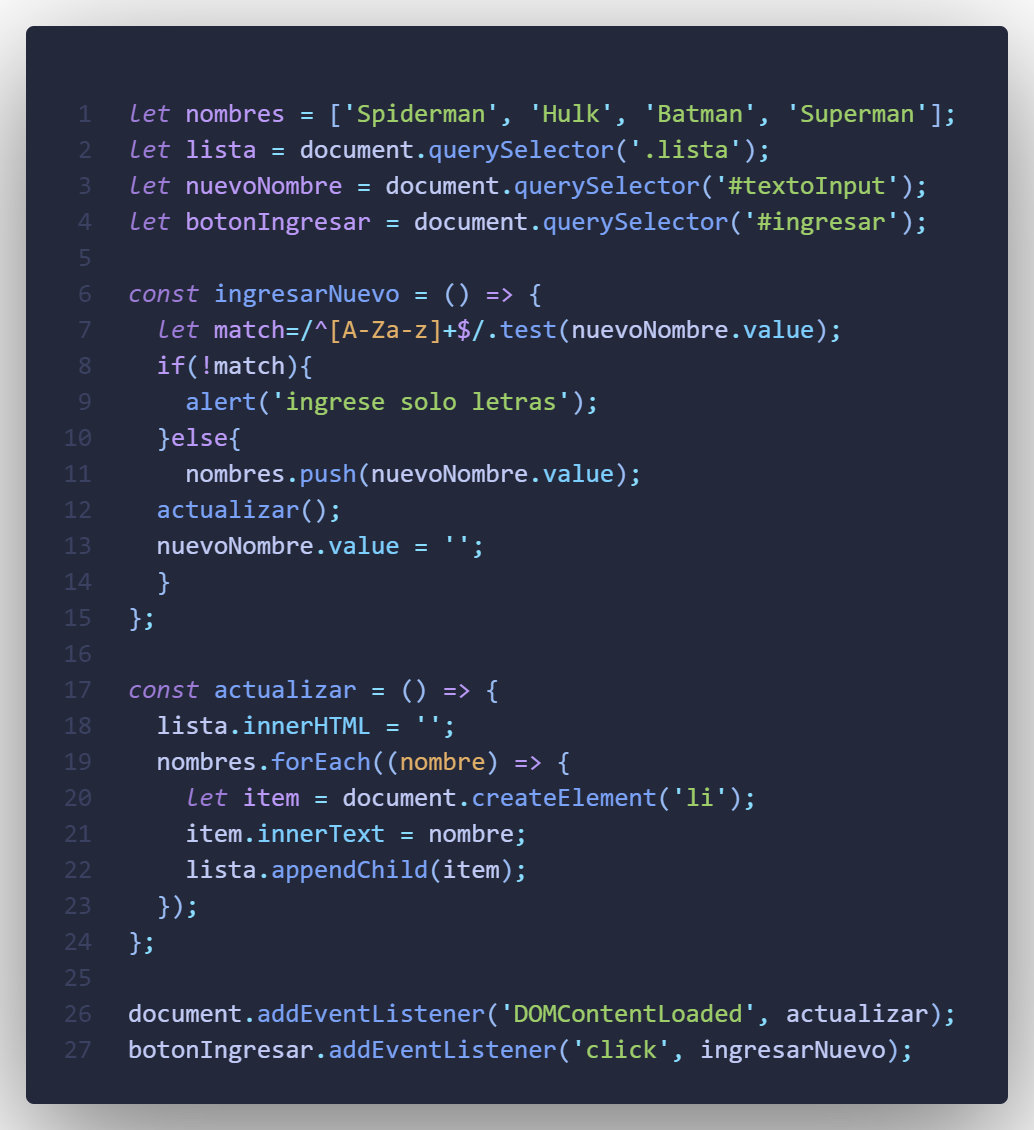 1 let nombres = ['Spiderman', 'Hulk', 'Batman', 'Superman'];
2 let lista = document.querySelector('.lista');
3 let nuevoNombre = document.querySelector('#textoInput');
4 let botonIngresar = document.querySelector('#ingresar');
5
6 const ingresarNuevo = () => {
7   let match=/^[A-Za-z]+$/.test(nuevoNombre.value);
8   if(!match){
9     alert('ingrese solo letras');
10   }else{
11     nombres.push(nuevoNombre.value);
12   actualizar();
13   nuevoNombre.value = '';
14   }
15 };
16
17 const actualizar = () => {
18   lista.innerHTML = '';
19   nombres.forEach((nombre) => {
20     let item = document.createElement('li');
21     item.innerText = nombre;
22     lista.appendChild(item);
23   });
24 };
25
26 document.addEventListener('DOMContentLoaded', actualizar);
27 botonIngresar.addEventListener('click', ingresarNuevo);